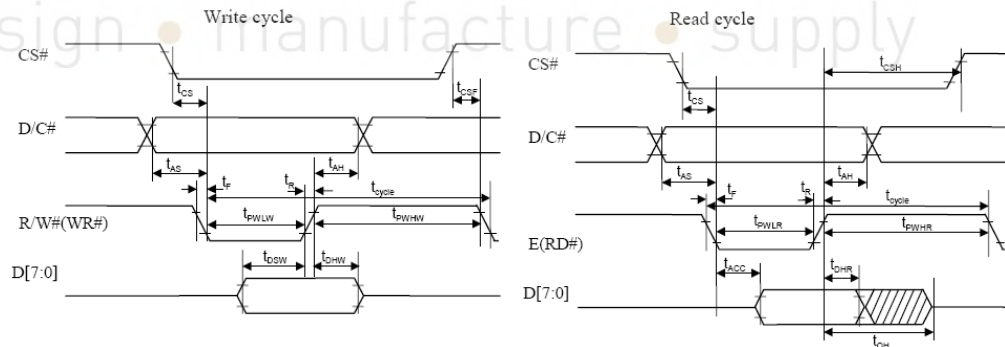 sign • manufacture • supply
Write cycle
CS#
tCS
tCSF
D/C#
tAS
tAH
tF
tR
tcycle
R/W#(WR#)
tPWLW
tPWHW
tDSW
tDHW
D[7:0]
Read cycle
CS#
tCSH
tCS
D/C#
tAS
tAH
tF
tR
tcycle
E(RD#)
tPWLR
tPWHR
tACC
tDHR
D[7:0]
tOH